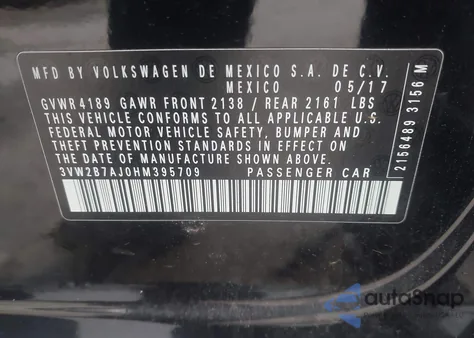 MFD BY VOLKSWAGEN DE MEXICO S.A. DE C.V.
MEXICO 05/17
GVWR 4189 GAWR FRONT 2138 / REAR 2161 LBS
THIS VEHICLE CONFORMS TO ALL APPLICABLE U.S.
FEDERAL MOTOR VEHICLE SAFETY, BUMPER AND
THEFT PREVENTION STANDARDS IN EFFECT ON THE
DATE OF MANUFACTURE SHOWN ABOVE.
3VW2B7AJ0HM395709 PASSENGER CAR
2156489 3156 M
autosnap